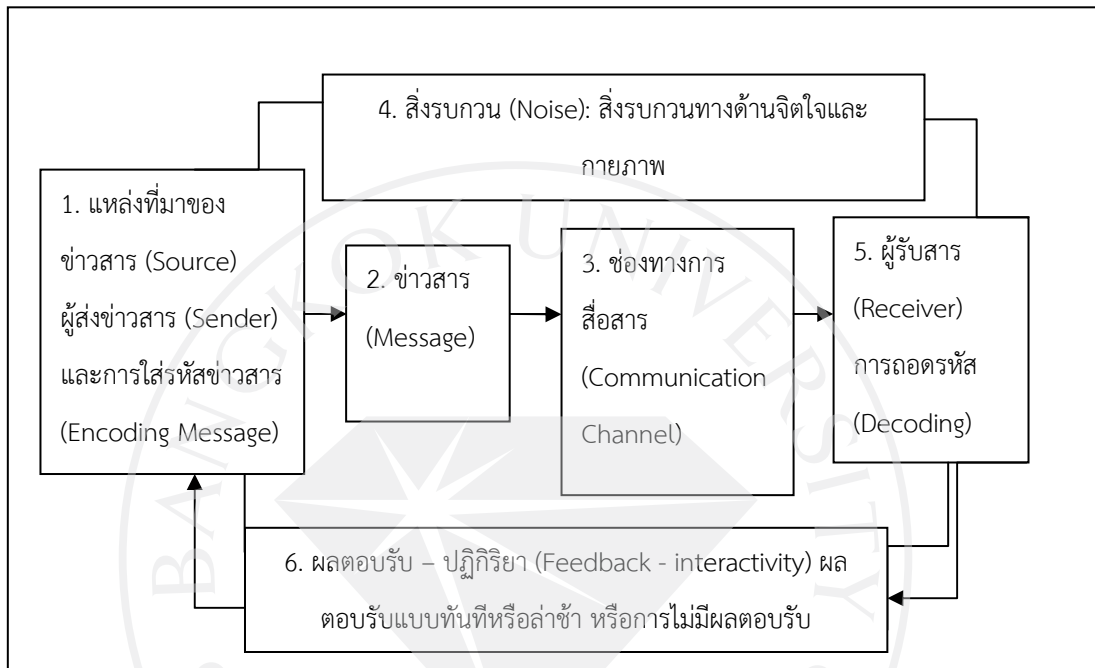 4. สิ่งรบกวน (Noise): สิ่งรบกวนทางด้านจิตใจและ
กายภาพ
1. แหล่งที่มาของ
ข่าวสาร (Source)
ผู้ส่งข่าวสาร (Sender)
และการใส่รหัสข่าวสาร
(Encoding Message)
2. ข่าวสาร
(Message)
3. ช่องทางการ
สื่อสาร
(Communication
Channel)
5. ผู้รับสาร
(Receiver)
การถอดรหัส
(Decoding)
6. ผลตอบรับ – ปฏิกิริยา (Feedback - interactivity) ผล
ตอบรับแบบทันทีหรือล่าช้า หรือการไม่มีผลตอบรับ
BANGKOK UNIVERSITY